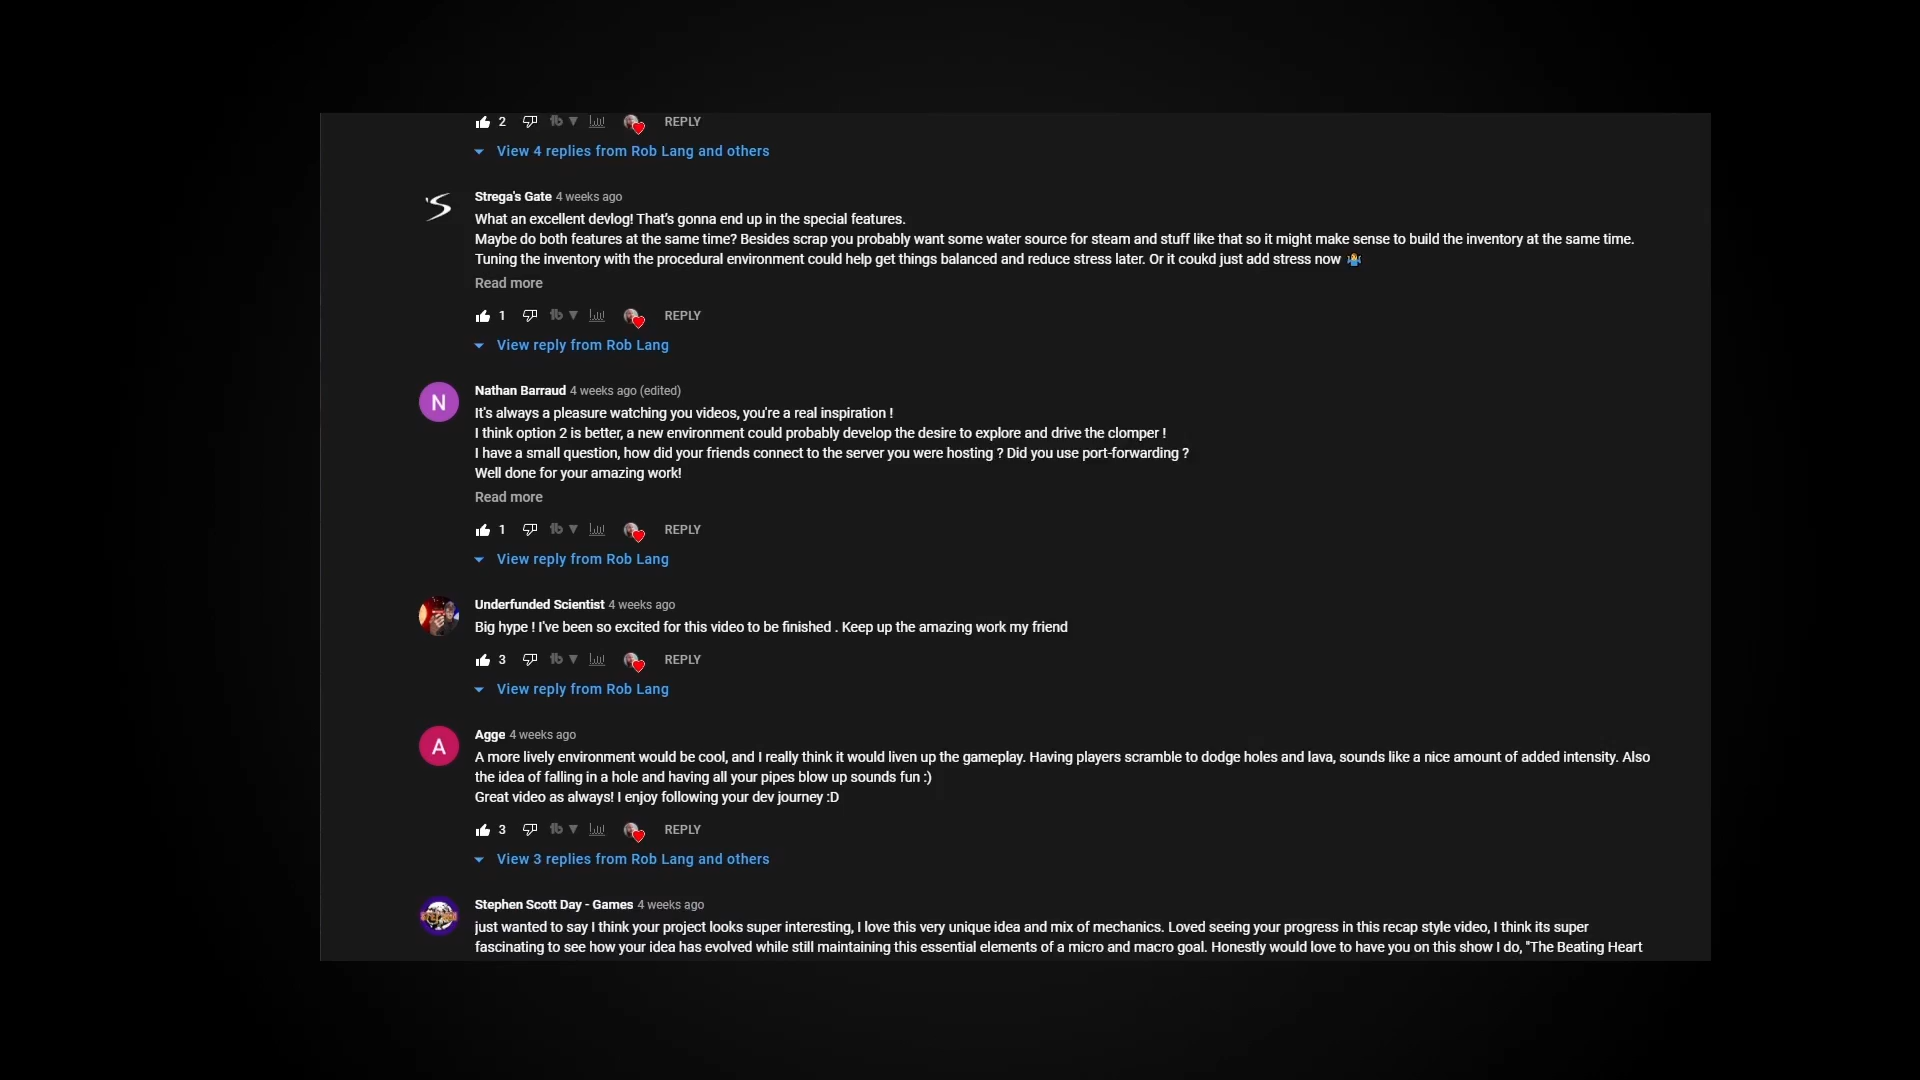 2 REPLY
View 4 replies from Rob Lang and others
Strega's Gate 4 weeks ago
What an excellent devlog! That's gonna end up in the special features.
Maybe do both features at the same time? Besides scrap you probably want some water source for steam and stuff like that so it might make sense to build the inventory at the same time.
Tuning the inventory with the procedural environment could help get things balanced and reduce stress later. Or it coukd just add stress now 🤷
Read more
1 REPLY
View reply from Rob Lang
N
Nathan Barraud 4 weeks ago (edited)
It's always a pleasure watching you videos, you're a real inspiration !
I think option 2 is better, a new environment could probably develop the desire to explore and drive the clomper !
I have a small question, how did your friends connect to the server you were hosting ? Did you use port-forwarding ?
Well done for your amazing work!
Read more
1 REPLY
View reply from Rob Lang
Underfunded Scientist 4 weeks ago
Big hype ! I've been so excited for this video to be finished . Keep up the amazing work my friend
3 REPLY
View reply from Rob Lang
A
Agge 4 weeks ago
A more lively environment would be cool, and I really think it would liven up the gameplay. Having players scramble to dodge holes and lava, sounds like a nice amount of added intensity. Also
the idea of falling in a hole and having all your pipes blow up sounds fun :)
Great video as always! I enjoy following your dev journey :D
3 REPLY
View 3 replies from Rob Lang and others
Stephen Scott Day - Games 4 weeks ago
just wanted to say I think your project looks super interesting, I love this very unique idea and mix of mechanics. Loved seeing your progress in this recap style video, I think its super
fascinating to see how your idea has evolved while still maintaining this essential elements of a micro and macro goal. Honestly would love to have you on this show I do, "The Beating Heart